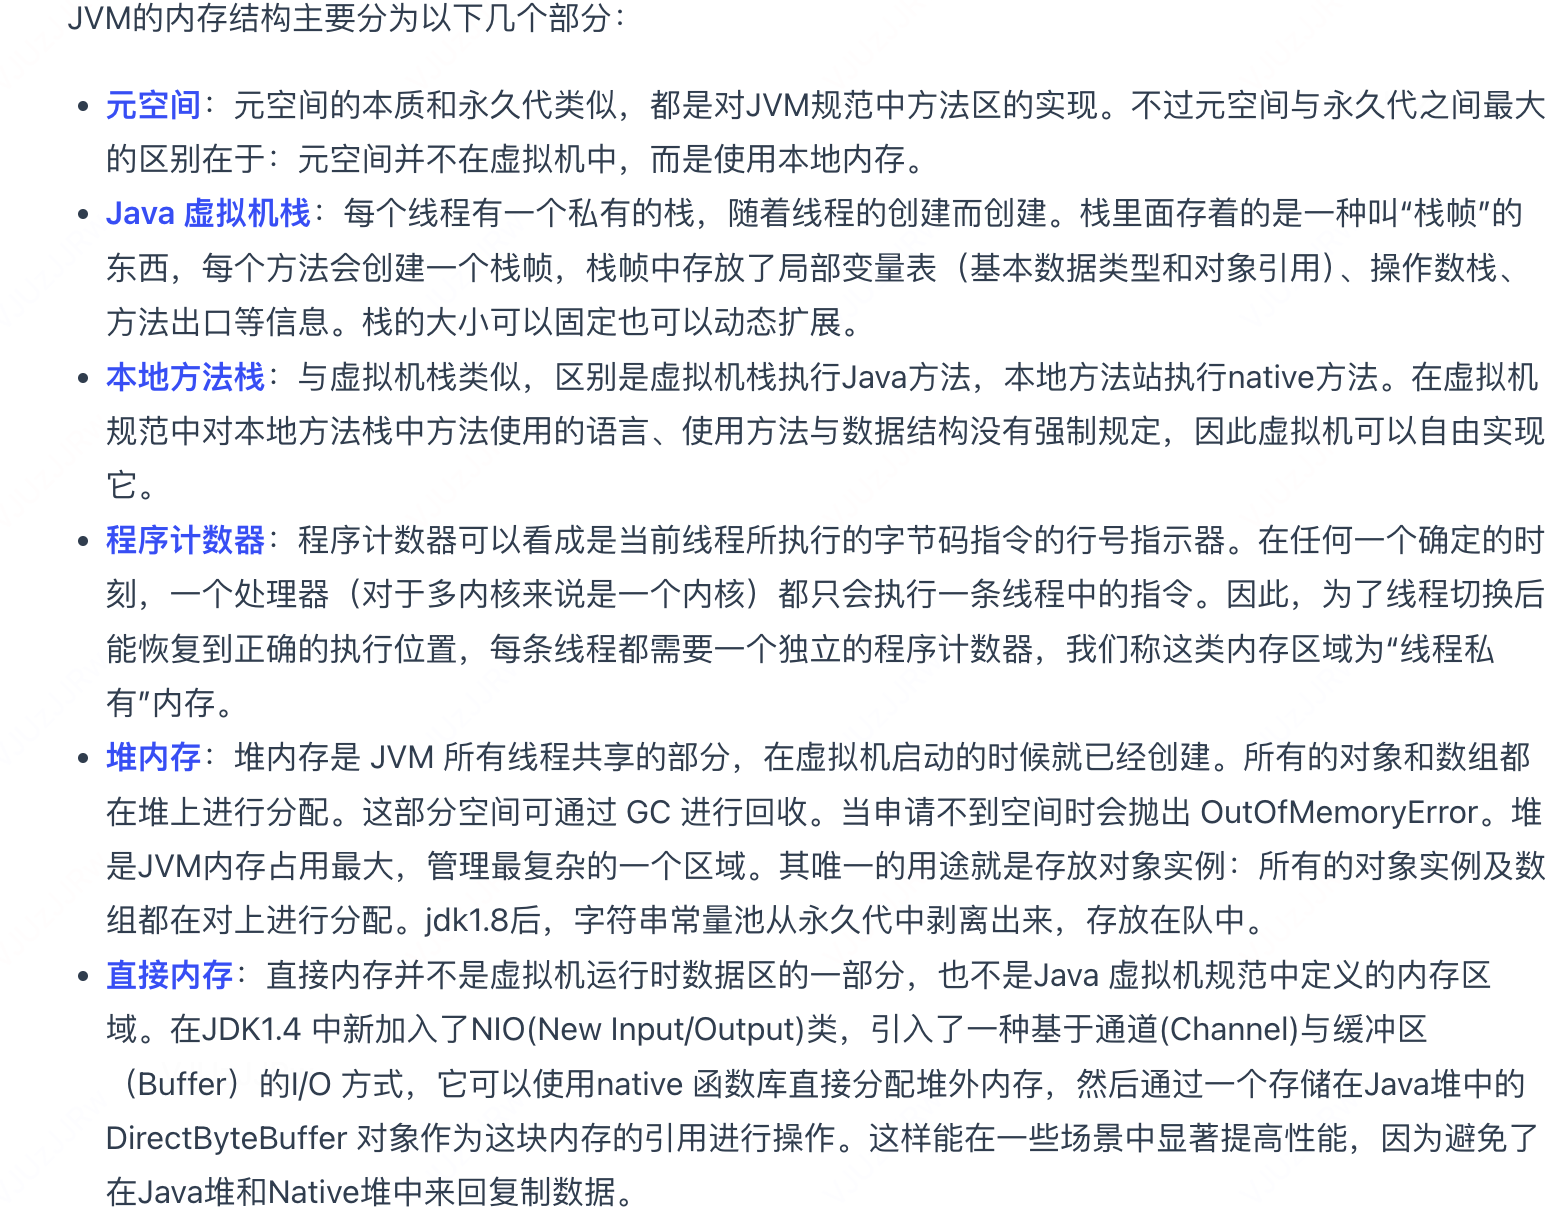 JVM的内存结构主要分为以下几个部分：
• 元空间：元空间的本质和永久代类似，都是对JVM规范中方法区的实现。不过元空间与永久代之间最大
的区别在于：元空间并不在虚拟机中，而是使用本地内存。
• Java 虚拟机栈：每个线程有一个私有的栈，随着线程的创建而创建。栈里面存着的是一种叫“栈帧”的
东西，每个方法会创建一个栈帧，栈帧中存放了局部变量表（基本数据类型和对象引用）、操作数栈、
方法出口等信息。栈的大小可以固定也可以动态扩展。
• 本地方法栈：与虚拟机栈类似，区别是虚拟机栈执行Java方法，本地方法站执行native方法。在虚拟机
规范中对本地方法栈中方法使用的语言、使用方法与数据结构没有强制规定，因此虚拟机可以自由实现
它。
• 程序计数器：程序计数器可以看成是当前线程所执行的字节码指令的行号指示器。在任何一个确定的时
刻，一个处理器（对于多内核来说是一个内核）都只会执行一条线程中的指令。因此，为了线程切换后
能恢复到正确的执行位置，每条线程都需要一个独立的程序计数器，我们称这类内存区域为“线程私
有”内存。
• 堆内存：堆内存是 JVM 所有线程共享的部分，在虚拟机启动的时候就已经创建。所有的对象和数组都
在堆上进行分配。这部分空间可通过 GC 进行回收。当申请不到空间时会抛出 OutOfMemoryError。堆
是JVM内存占用最大，管理最复杂的一个区域。其唯一的用途就是存放对象实例：所有的对象实例及数
组都在对上进行分配。jdk1.8后，字符串常量池从永久代中剥离出来，存放在队中。
• 直接内存：直接内存并不是虚拟机运行时数据区的一部分，也不是Java 虚拟机规范中定义的内存区
域。在JDK1.4 中新加入了NIO(New Input/Output)类，引入了一种基于通道(Channel)与缓冲区
（Buffer）的I/O 方式，它可以使用native 函数库直接分配堆外内存，然后通过一个存储在Java堆中的
DirectByteBuffer 对象作为这块内存的引用进行操作。这样能在一些场景中显著提高性能，因为避免了
在Java堆和Native堆中来回复制数据。